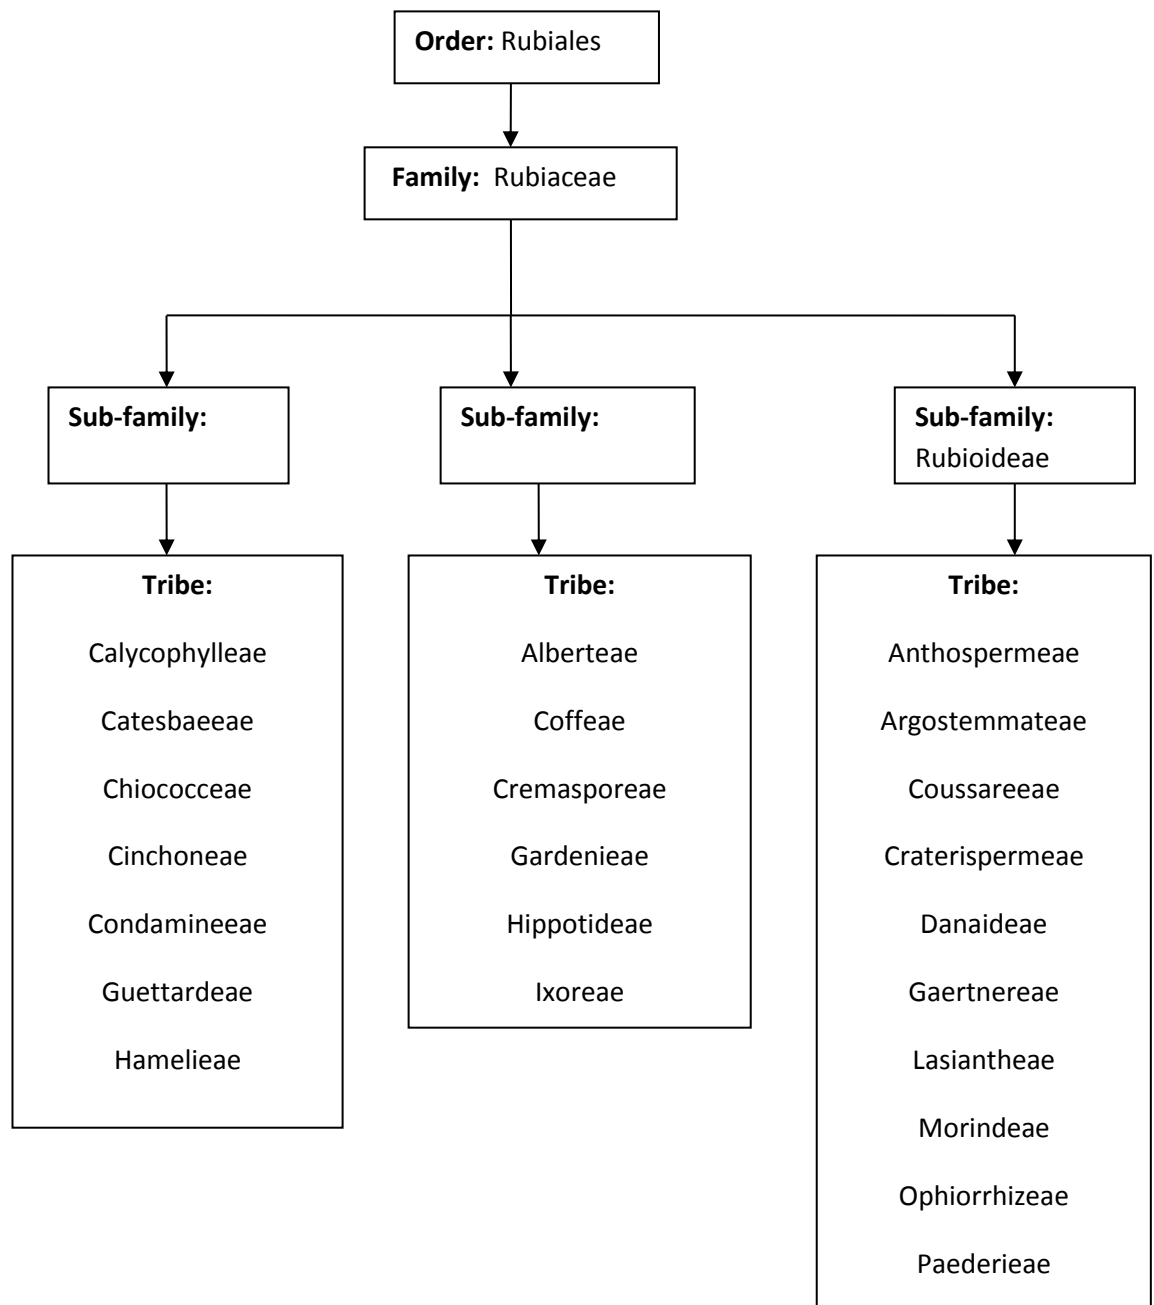 Order: Rubiales
Family: Rubiaceae
Sub-family:
Sub-family:
Sub-family:
Rubioideae
Tribe:
Calycophylleae
Catesbaeeae
Chiococceae
Cinchoneae
Condamineeae
Guettardeae
Hamelieae
Tribe:
Alberteae
Coffeae
Cremasporeae
Gardenieae
Hippotideae
Ixoreae
Tribe:
Anthospermeae
Argostemmateae
Coussareeae
Craterispermeae
Danaideae
Gaertnereae
Lasiantheae
Morindeae
Ophiorrhizeae
Paederieae